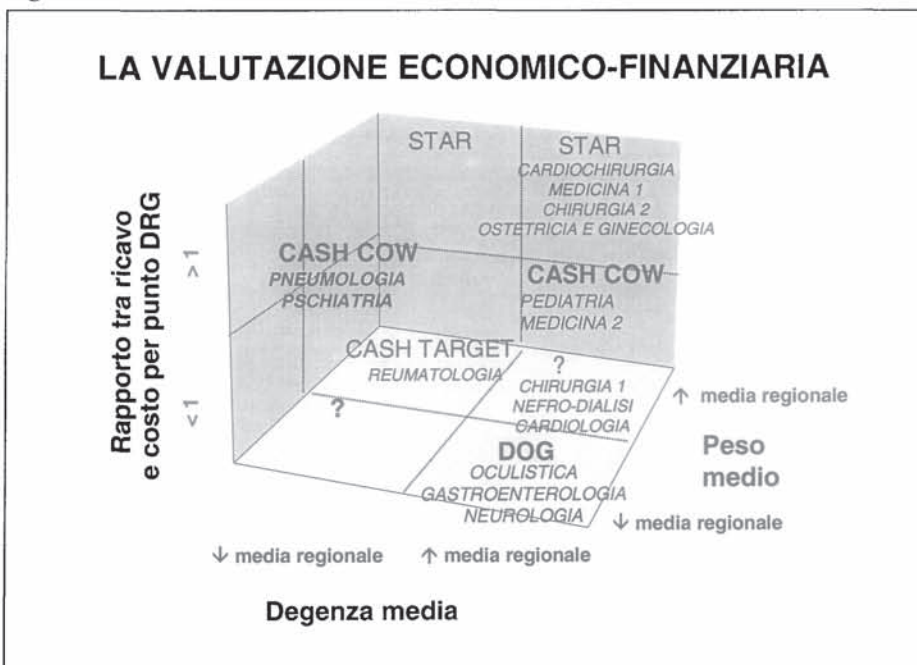 LA VALUTAZIONE ECONOMICO-FINANZIARIA
STAR
STAR
CARDIOCHIRURGIA
MEDICINA 1
CHIRURGIA 2
OSTETRICIA E GINECOLOGIA
Rapporto tra ricavo
e costo per punto DRG
> 1
< 1
CASH COW
PNEUMOLOGIA
PSCHIATRIA
CASH COW
PEDIATRIA
MEDICINA 2
CASH TARGET
REUMATOLOGIA
?
?
CHIRURGIA 1
NEFRO-DIALISI
CARDIOLOGIA
DOG
OCULISTICA
GASTROENTEROLOGIA
NEUROLOGIA
↑ media regionale
Peso
medio
↓ media regionale
↓ media regionale ↑ media regionale
Degenza media